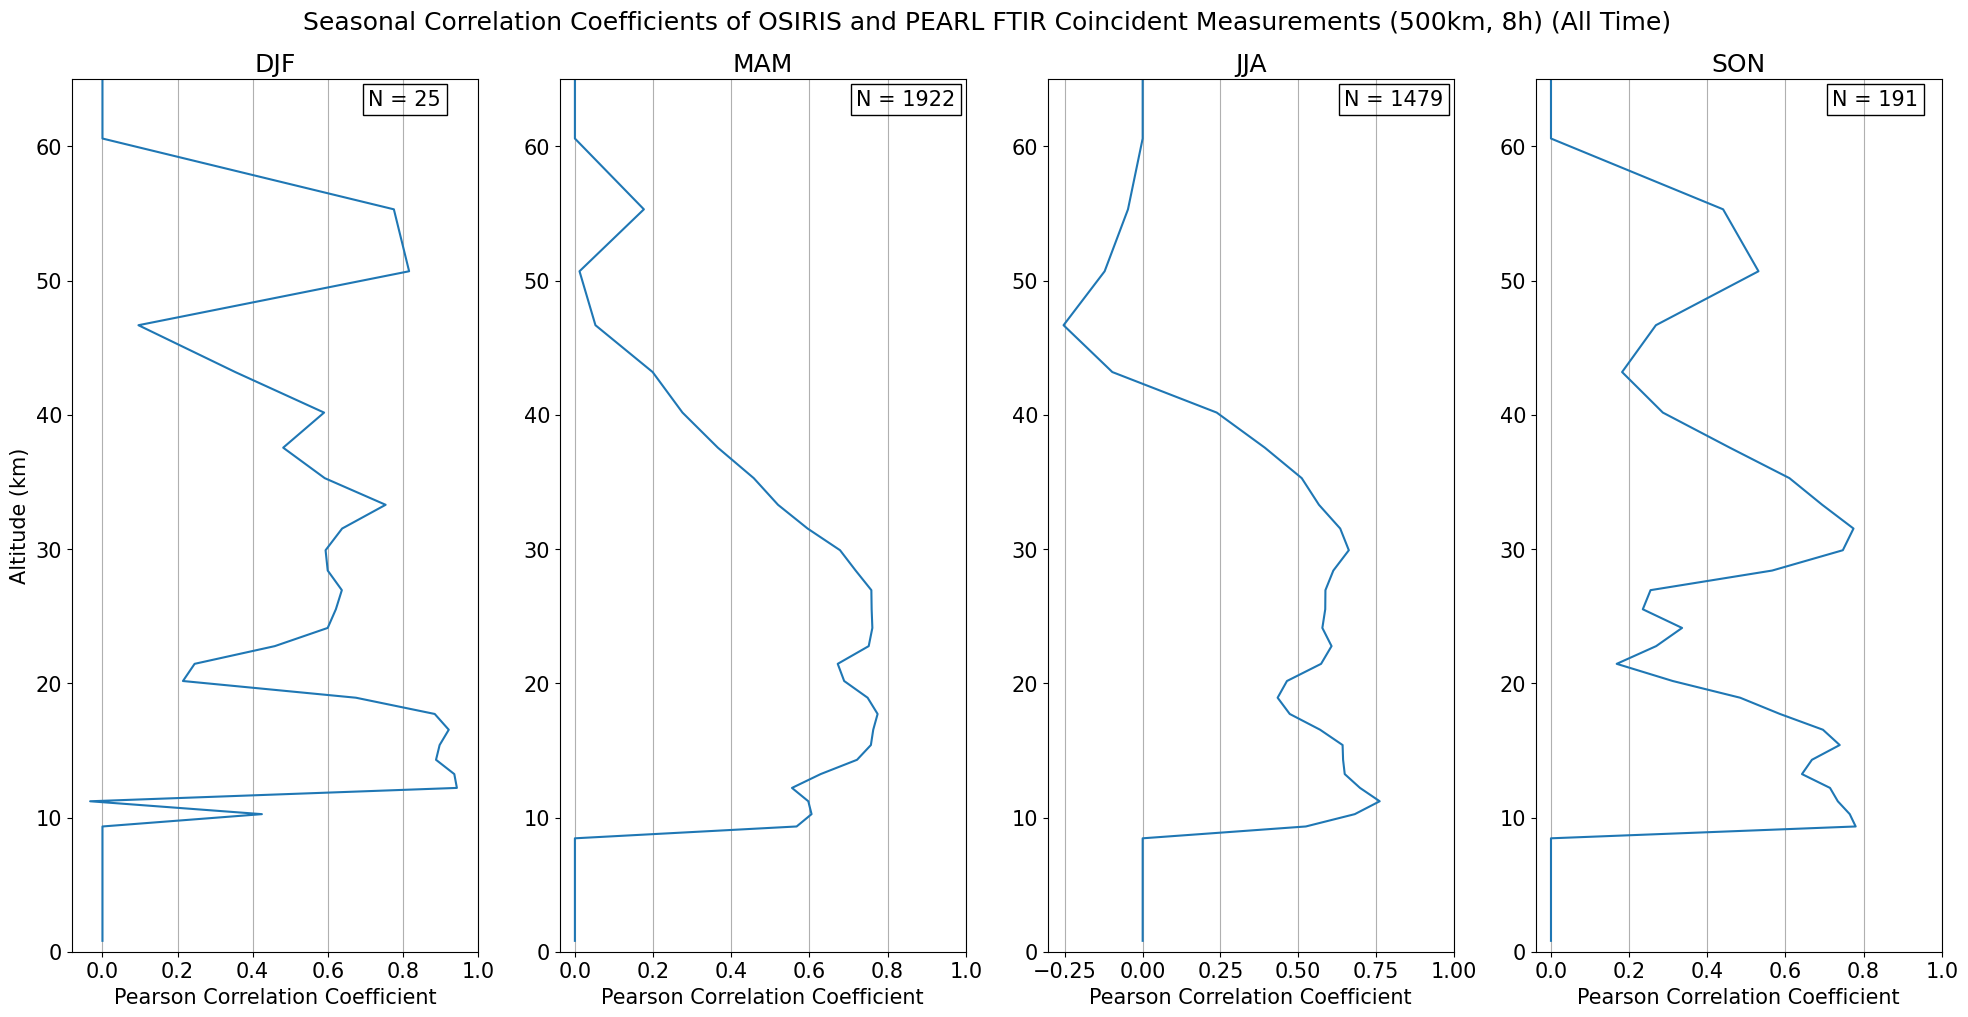 Seasonal Correlation Coefficients of OSIRIS and PEARL FTIR Coincident Measurements (500km, 8h) (All Time)
DJF
N = 25
60
50
40
30
20
10
0
Altitude (km)
0.0 0.2 0.4 0.6 0.8 1.0
Pearson Correlation Coefficient
MAM
N = 1922
60
50
40
30
20
10
0
0.0 0.2 0.4 0.6 0.8 1.0
Pearson Correlation Coefficient
JJA
N = 1479
60
50
40
30
20
10
0
−0.25 0.00 0.25 0.50 0.75 1.00
Pearson Correlation Coefficient
SON
N = 191
60
50
40
30
20
10
0
0.0 0.2 0.4 0.6 0.8 1.0
Pearson Correlation Coefficient